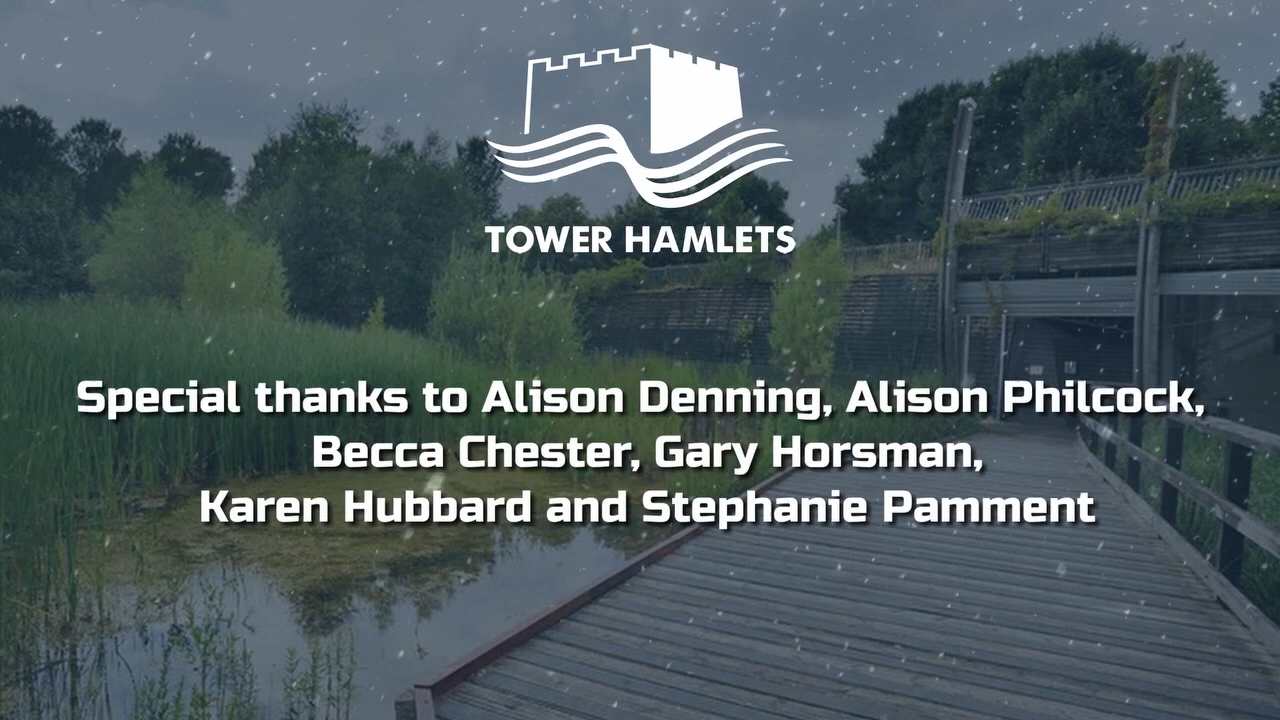 TOWER HAMLETS
Special thanks to Alison Denning, Alison Philcock,
Becca Chester, Gary Horsman,
Karen Hubbard and Stephanie Pamment